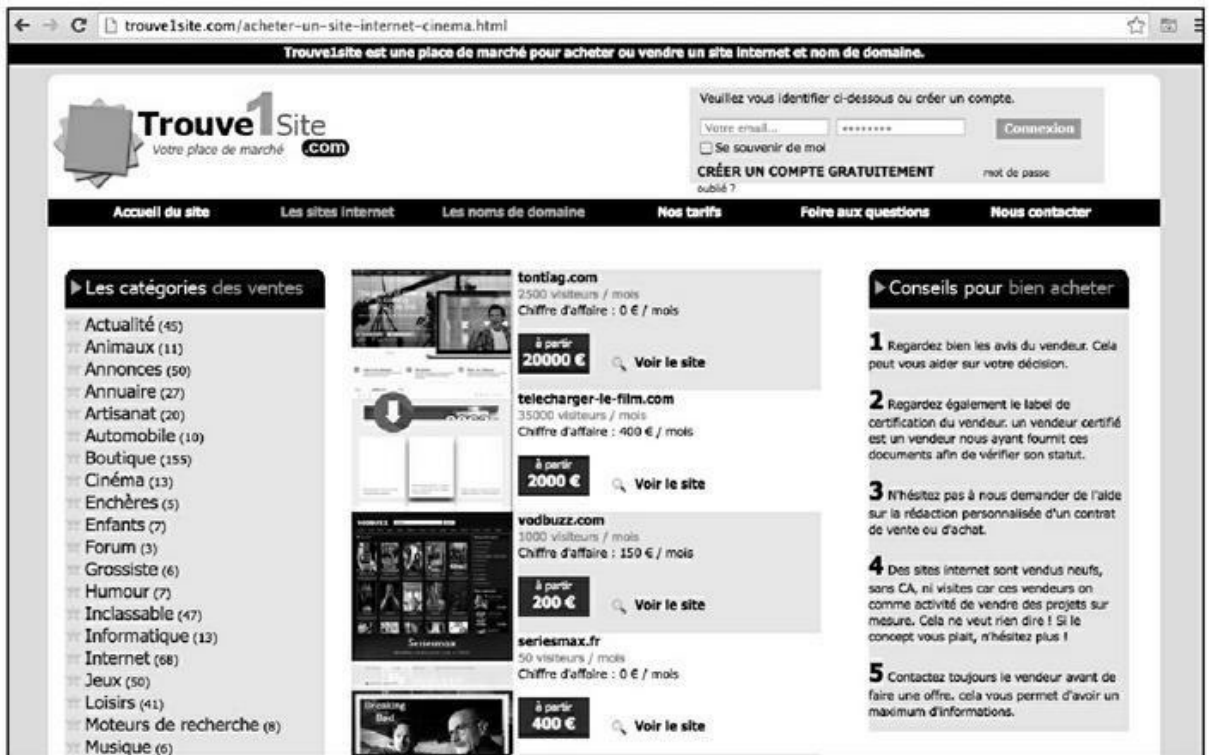 trouve1site.com/acheter-un-site-internet-cinema.html
Trouve1site est une place de marché pour acheter ou vendre un site internet et nom de domaine.
Trouve1Site
Votre place de marché .com
Veuillez vous identifier ci-dessous ou créer un compte.
Votre email... ******** Connexion
Se souvenir de moi
CRÉER UN COMPTE GRATUITEMENT mot de passe
oublié ?
Accueil du site Les sites internet Les noms de domaine Nos tarifs Foire aux questions Nous contacter
Les catégories des ventes
Actualité (45)
Animaux (11)
Annonces (50)
Annuaire (27)
Artisanat (20)
Automobile (10)
Boutique (155)
Cinéma (13)
Enchères (5)
Enfants (7)
Forum (3)
Grossiste (6)
Humour (7)
Inclassable (47)
Informatique (13)
Internet (68)
Jeux (50)
Loisirs (41)
Moteurs de recherche (8)
Musique (6)
tontiag.com
2500 visiteurs / mois
Chiffre d'affaire : 0 € / mois
à partir
20000 € Voir le site
telecharger-le-film.com
35000 visiteurs / mois
Chiffre d'affaire : 400 € / mois
à partir
2000 € Voir le site
VODBUZZ
vodbuzz.com
1000 visiteurs / mois
Chiffre d'affaire : 150 € / mois
à partir
200 € Voir le site
Seriesmax
seriesmax.fr
50 visiteurs / mois
Chiffre d'affaire : 0 € / mois
Breaking
Bad
à partir
400 € Voir le site
Conseils pour bien acheter
1 Regardez bien les avis du vendeur. Cela
peut vous aider sur votre décision.
2 Regardez également le label de
certification du vendeur. un vendeur certifié
est un vendeur nous ayant fournit ces
documents afin de vérifier son statut.
3 N'hésitez pas à nous demander de l'aide
sur la rédaction personnalisée d'un contrat
de vente ou d'achat.
4 Des sites internet sont vendus neufs,
sans CA, ni visites car ces vendeurs on
comme activité de vendre des projets sur
mesure. Cela ne veut rien dire ! Si le
concept vous plait, n'hésitez plus !
5 Contactez toujours le vendeur avant de
faire une offre. cela vous permet d'avoir un
maximum d'informations.